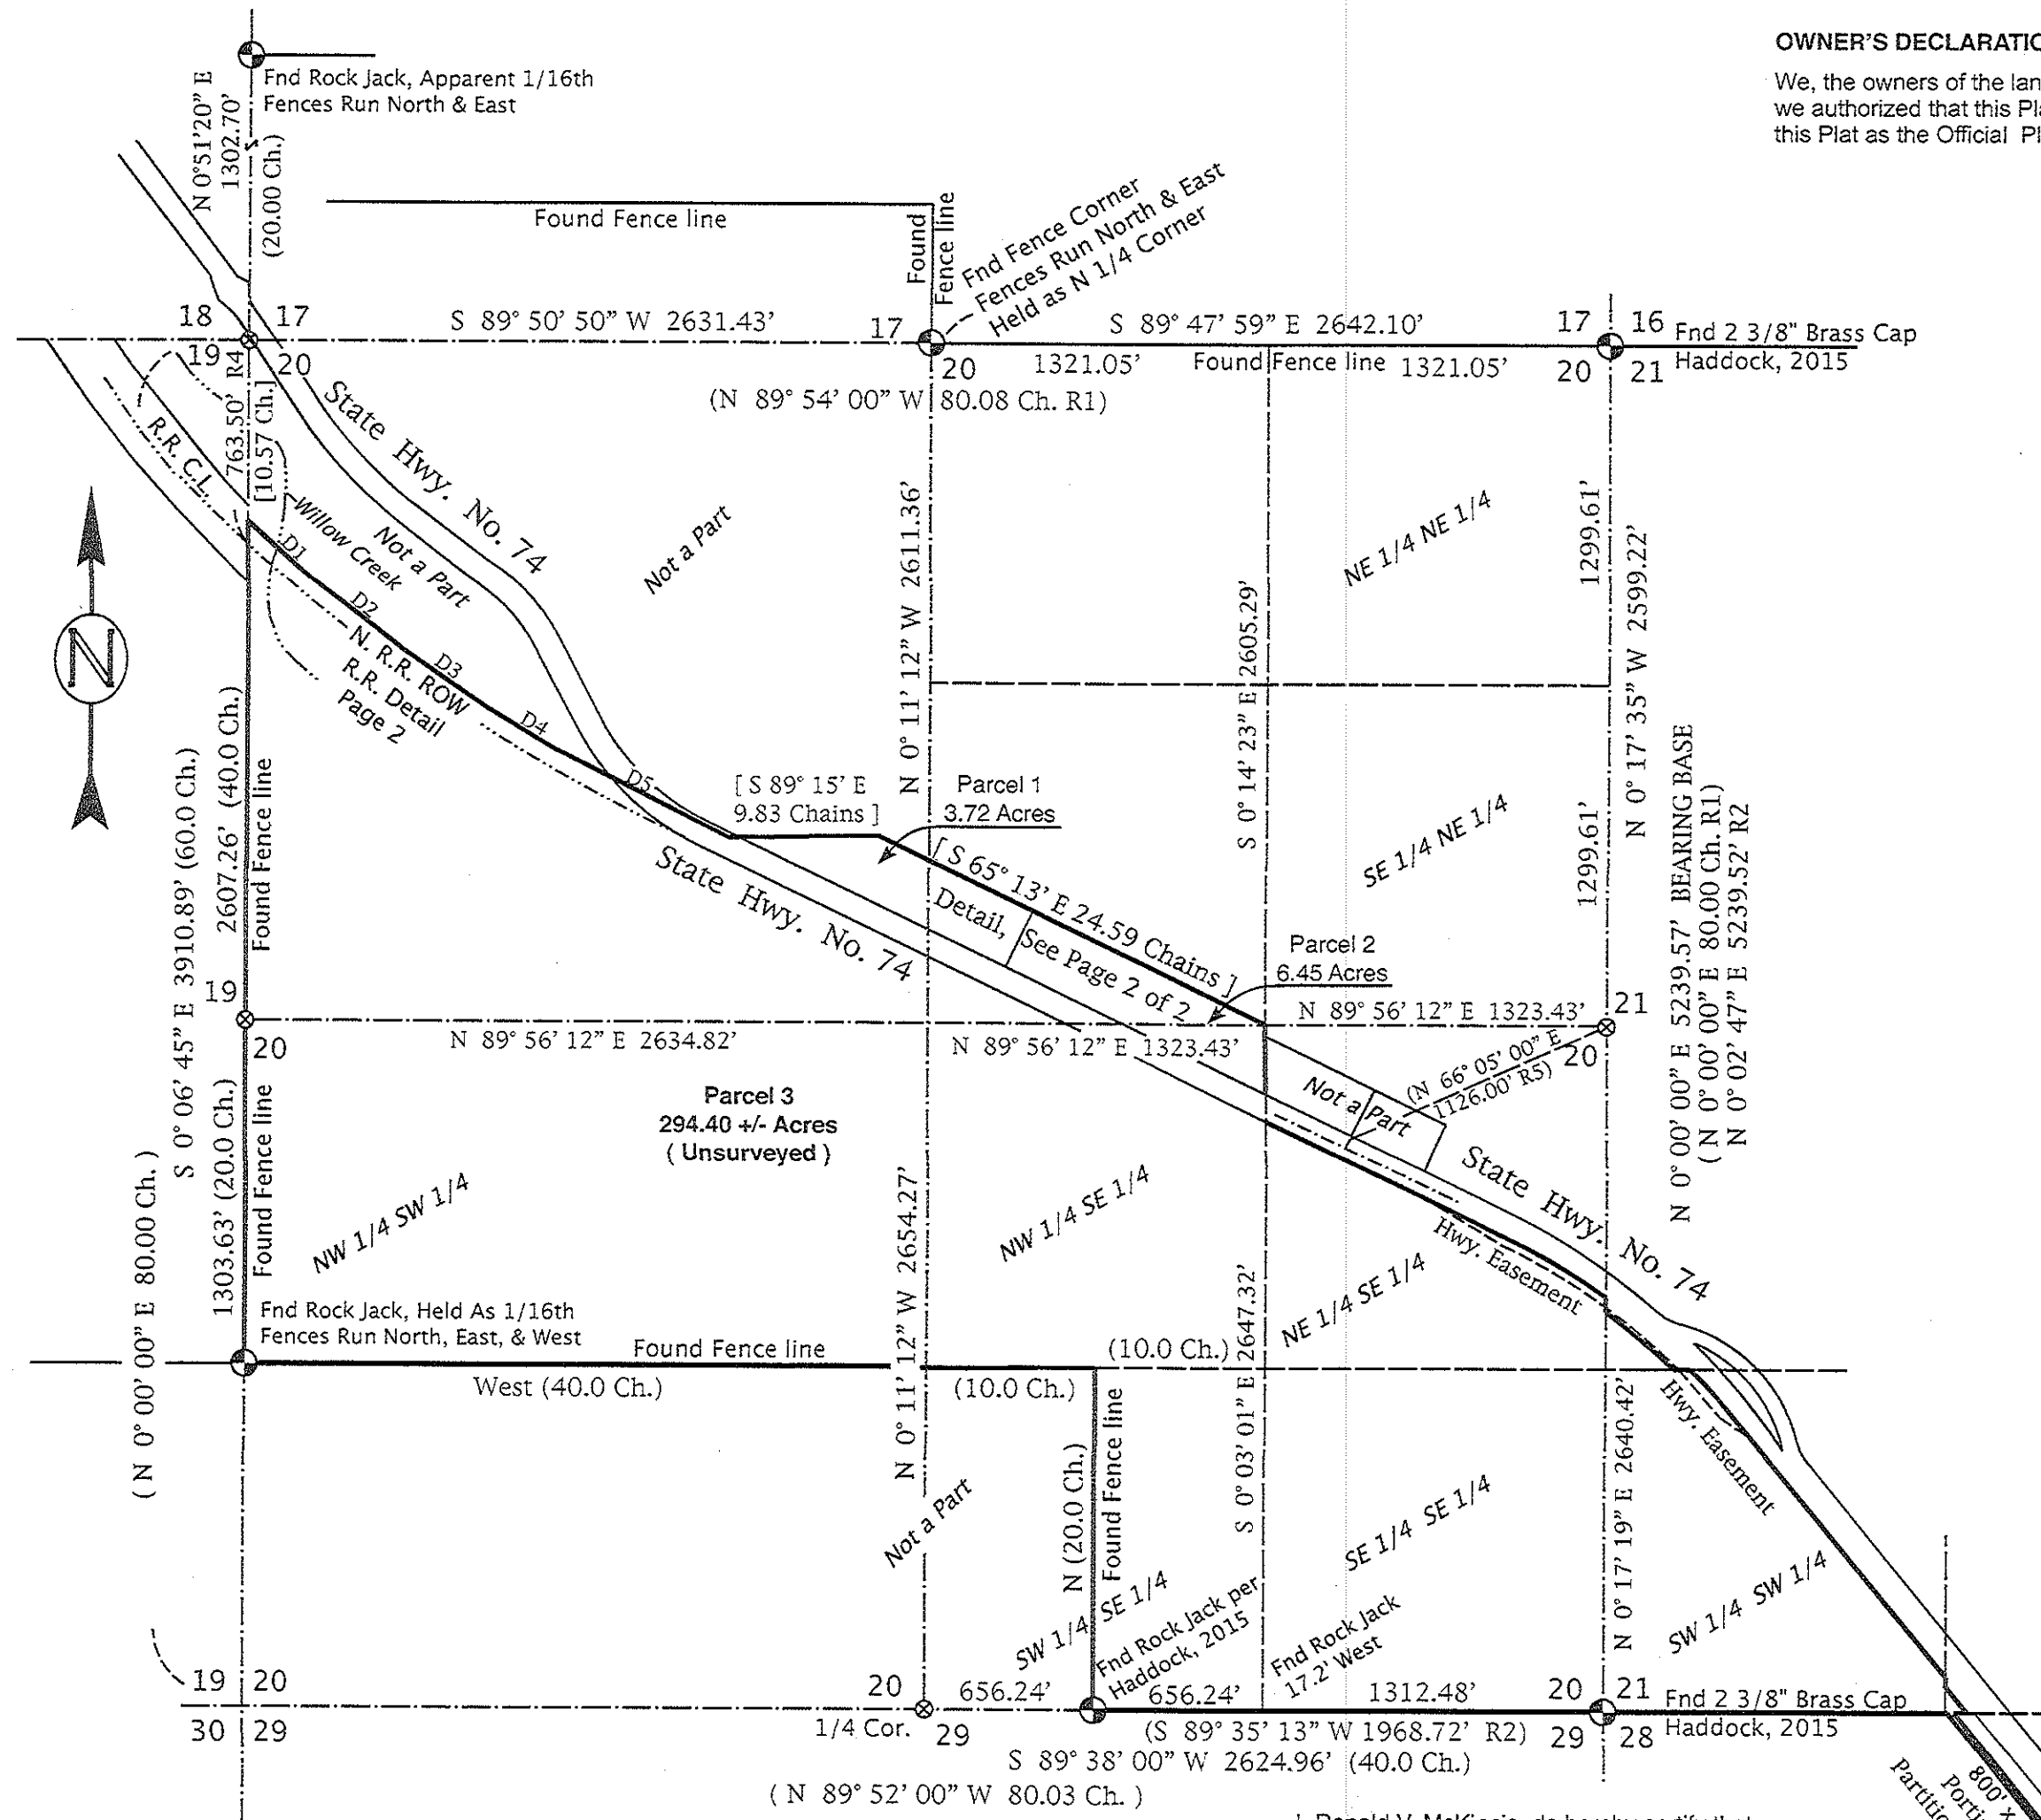 OWNER'S DECLARATIO
We, the owners of the lan
we authorized that this Pla
this Plat as the Official Pl
Fnd Rock Jack, Apparent 1/16th
Fences Run North & East
N 0°51'20" E
1302.70'
(20.00 Ch.)
Found Fence line
Found
Fence line
Fnd Fence Corner
Fences Run North & East
Held as N 1/4 Corner
18
17
19
20
S 89° 50' 50" W 2631.43'
17
20
S 89° 47' 59" E 2642.10'
1321.05'
Found Fence line
1321.05'
(N 89° 54' 00" W 80.08 Ch. R1)
17
16
20
21
Fnd 2 3/8" Brass Cap
Haddock, 2015
763.50' R4
[10.57 Ch.]
R.R. C.L.
State Hwy. No. 74
Willow Creek
Not a Part
Not a Part
D1
D2
D3
D4
D5
N. R.R. ROW
R.R. Detail
Page 2
N
N 0° 11' 12" W 2611.36'
S 0° 14' 23" E 2605.29'
NE 1/4 NE 1/4
1299.61'
N 0° 17' 35" W 2599.22'
SE 1/4 NE 1/4
1299.61'
N 0° 00' 00" E 5239.57' BEARING BASE
(N 0° 00' 00" E 80.00 Ch. R1)
N 0° 02' 47" E 5239.52' R2
S 0° 06' 45" E 3910.89' (60.0 Ch.)
2607.26' (40.0 Ch.)
Found Fence line
[ S 89° 15' E
9.83 Chains ]
Parcel 1
3.72 Acres
[ S 65° 13' E 24.59 Chains ]
Detail,
See Page 2 of 2
State Hwy. No. 74
Parcel 2
6.45 Acres
19
20
N 89° 56' 12" E 2634.82'
N 89° 56' 12" E 1323.43'
N 89° 56' 12" E 1323.43'
21
20
(N 66° 05' 00" E
1126.00' R5)
Not a Part
Parcel 3
294.40 +/- Acres
( Unsurveyed )
1303.63' (20.0 Ch.)
Found Fence line
(N 0° 00' 00" E 80.00 Ch. )
NW 1/4 SW 1/4
N 0° 11' 12" W 2654.27'
NW 1/4 SE 1/4
NE 1/4 SE 1/4
State Hwy. No. 74
Hwy. Easement
Fnd Rock Jack, Held As 1/16th
Fences Run North, East, & West
Found Fence line
West (40.0 Ch.)
(10.0 Ch.)
(10.0 Ch.)
S 0° 03' 01" E 2647.32'
N 0° 17' 19" E 2640.42'
Hwy. Easement
Not a Part
N (20.0 Ch.)
Found Fence line
SW 1/4 SE 1/4
SE 1/4 SE 1/4
SW 1/4 SW 1/4
Fnd Rock Jack per
Haddock, 2015
Fnd Rock Jack
17.2' West
19
20
30
29
20
1/4 Cor.
29
656.24'
656.24'
1312.48'
(S 89° 35' 13" W 1968.72' R2)
S 89° 38' 00" W 2624.96' (40.0 Ch.)
( N 89° 52' 00" W 80.03 Ch. )
20
21
29
28
Fnd 2 3/8" Brass Cap
Haddock, 2015
800'
Porti
Partitio